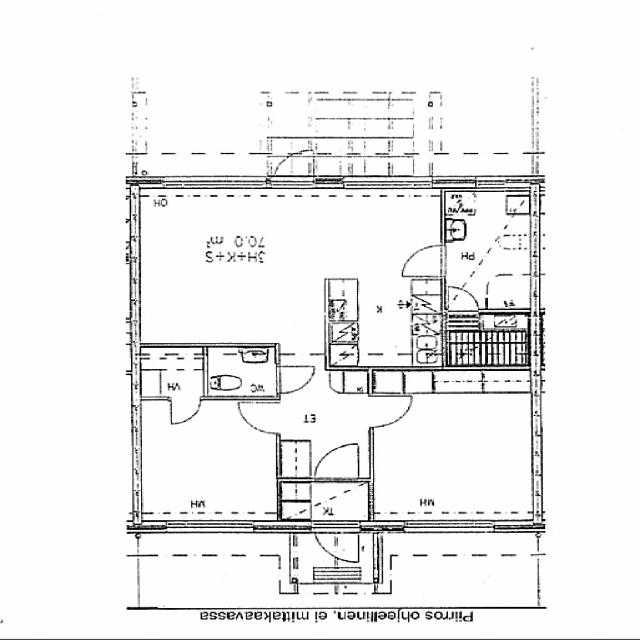 Piirros ohjeellinen, ei mittakaavassa
TK
MH
MH
ET
WC
VH
K
PH
3H+K+S
70.0 m²
OH